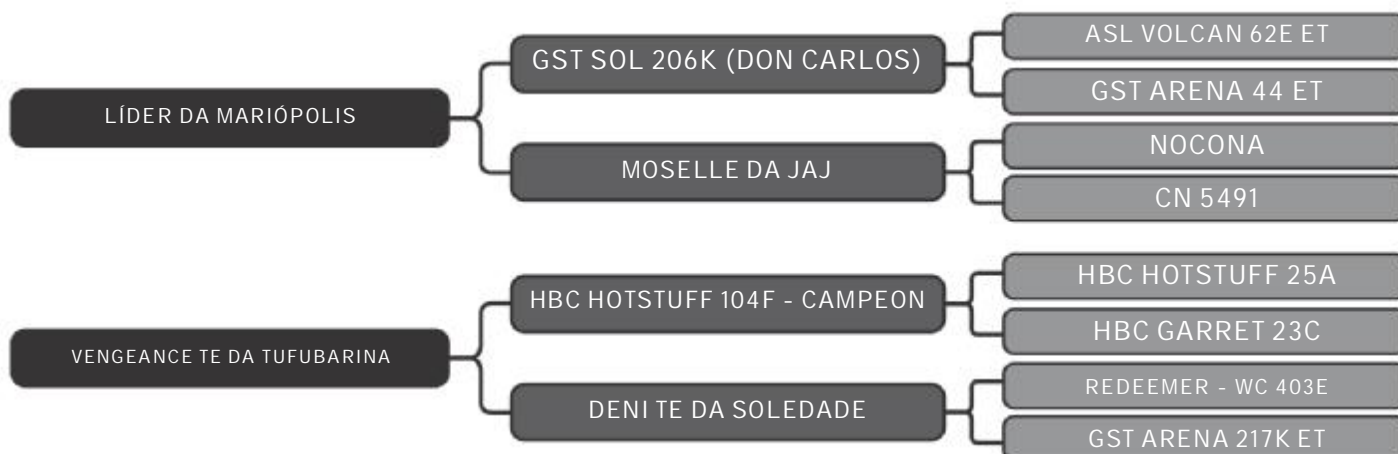 LÍDER DA MARIÓPOLIS
GST SOL 206K (DON CARLOS)
ASL VOLCAN 62E ET
GST ARENA 44 ET
MOSELLE DA JAJ
NOCONA
CN 5491
VENGEANCE TE DA TUFUBARINA
HBC HOTSTUFF 104F - CAMPEON
HBC HOTSTUFF 25A
HBC GARRET 23C
DENI TE DA SOLEDADE
REDEEMER - WC 403E
GST ARENA 217K ET